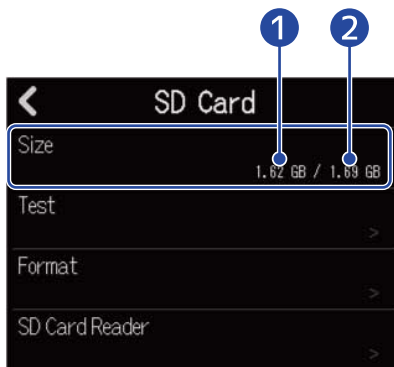 1 2
SD Card
Size
1.62 GB / 1.69 GB
Test
>
Format
>
SD Card Reader
>